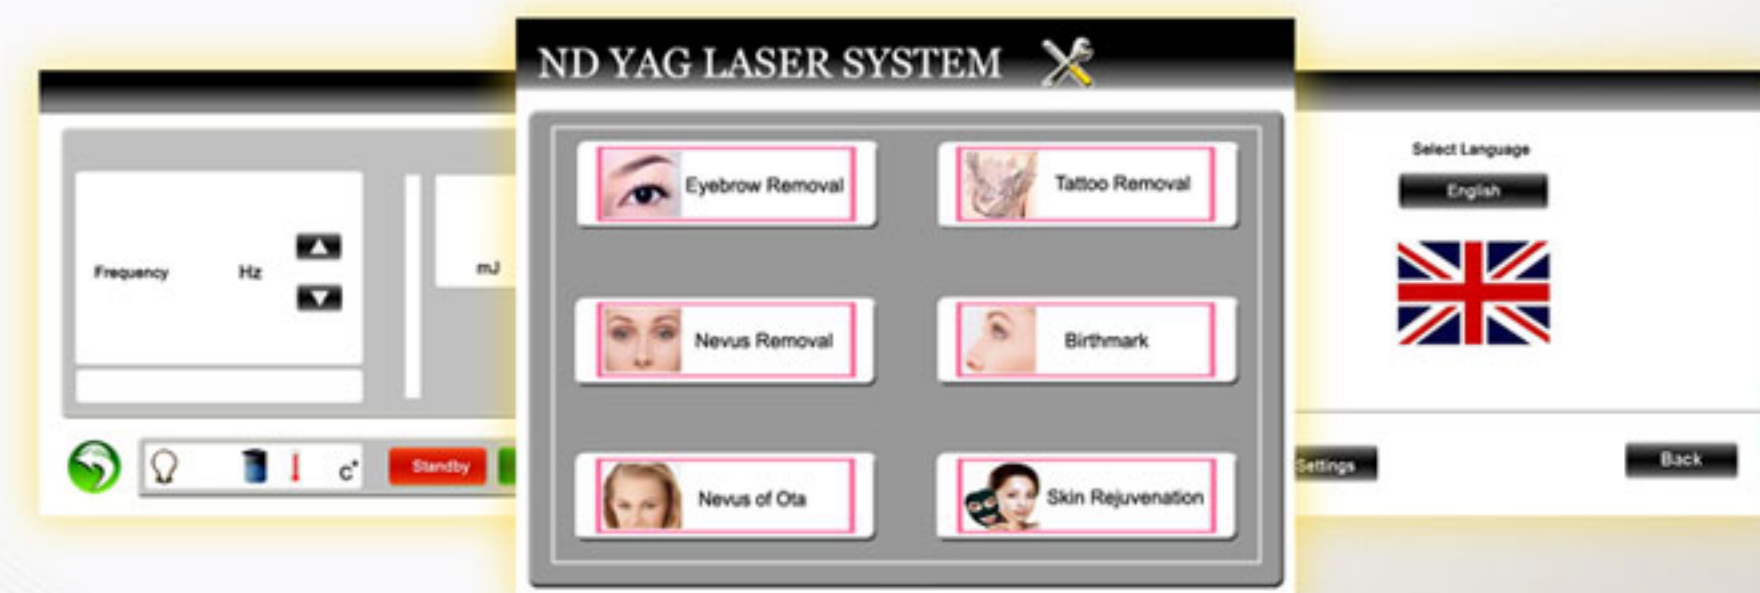 ND YAG LASER SYSTEM
Eyebrow Removal
Tattoo Removal
Nevus Removal
Birthmark
Nevus of Ota
Skin Rejuvenation
Frequency Hz
mJ
c°
Standby
Select Language
English
Settings
Back